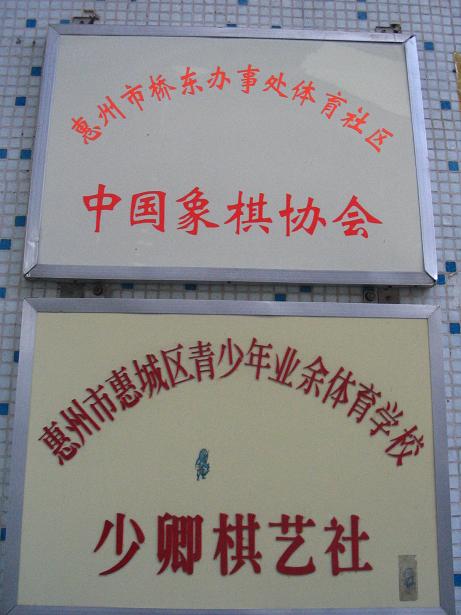 惠州市桥东办事处体育社区
中国象棋协会
惠州市惠城区青少年业余体育学校
少卿棋艺社